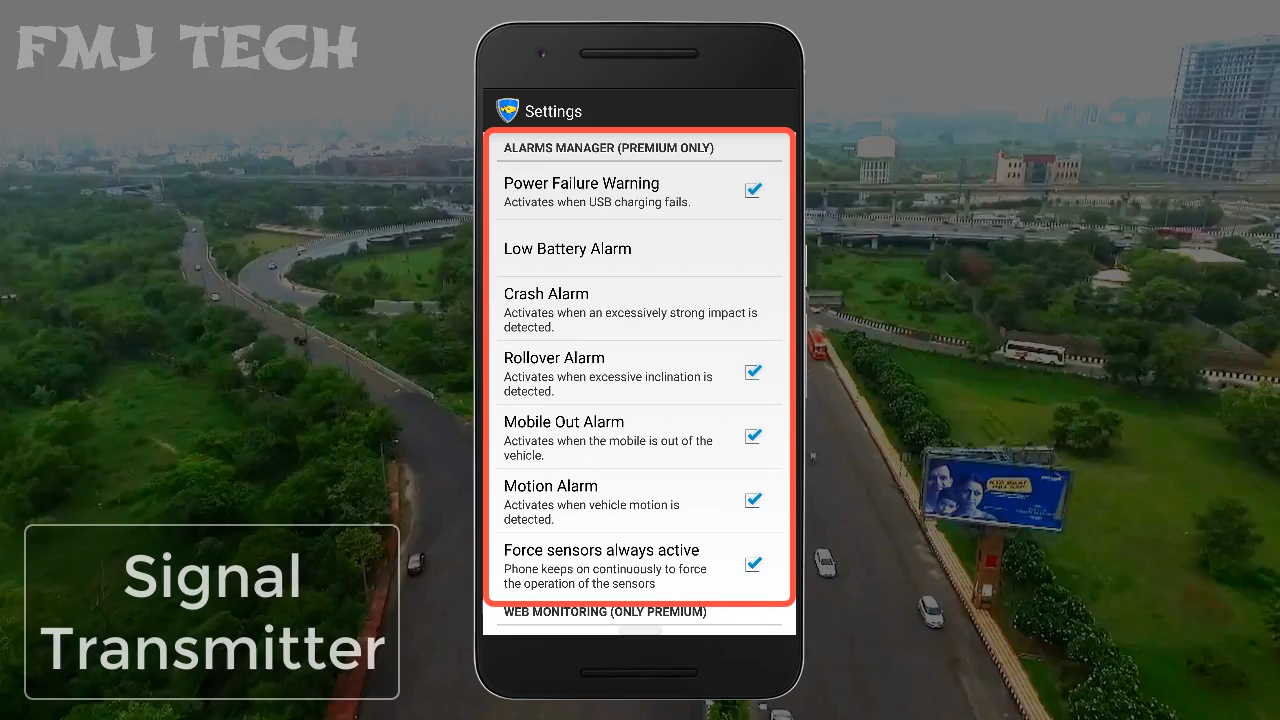 FMJ TECH
Settings
ALARMS MANAGER (PREMIUM ONLY)
Power Failure Warning
Activates when USB charging fails.
Low Battery Alarm
Crash Alarm
Activates when an excessively strong impact is
detected.
Rollover Alarm
Activates when excessive inclination is
detected.
Mobile Out Alarm
Activates when the mobile is out of the
vehicle.
Motion Alarm
Activates when vehicle motion is
detected.
Force sensors always active
Phone keeps on continuously to force
the operation of the sensors
WEB MONITORING (ONLY PREMIUM)
Signal
Transmitter